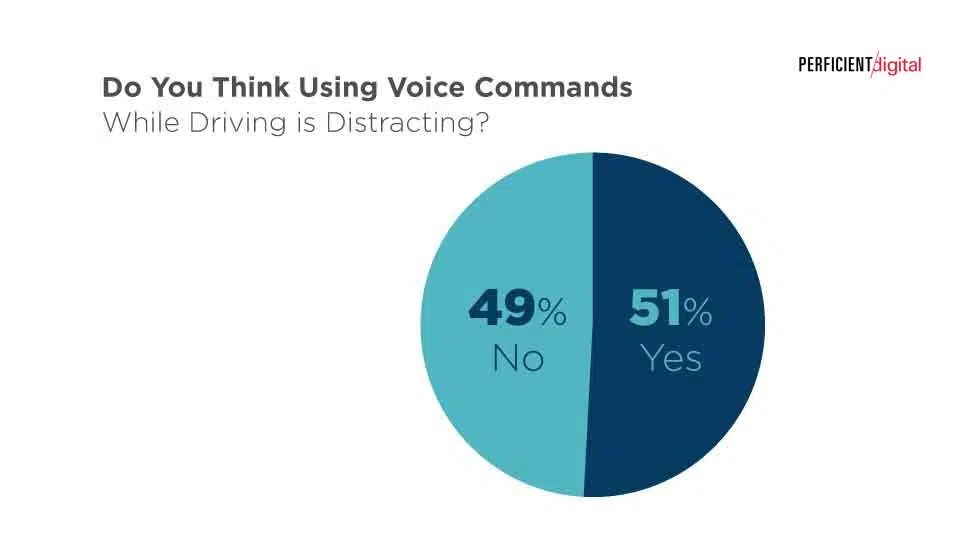 PERFICIENT/digital
Do You Think Using Voice Commands
While Driving is Distracting?
49%
No
51%
Yes